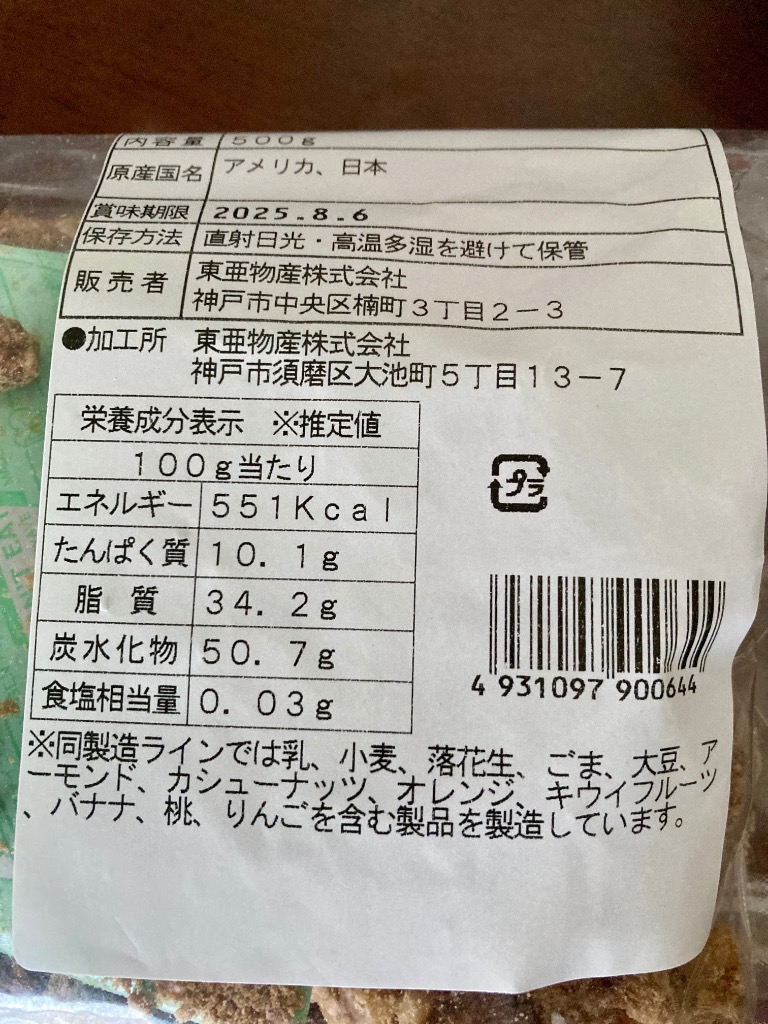 内容量 500g
原産国名 アメリカ、日本
賞味期限 2025.8.6
保存方法 直射日光・高温多湿を避けて保管
販売者 東亜物産株式会社
神戸市中央区楠町3丁目2-3
●加工所 東亜物産株式会社
神戸市須磨区大池町5丁目13-7
栄養成分表示 ※推定値
100g当たり
エネルギー 551Kcal
たんぱく質 10.1g
脂質 34.2g
炭水化物 50.7g
食塩相当量 0.03g
プラ
4 931097 900644
※同製造ラインでは乳、小麦、落花生、ごま、大豆、ア
ーモンド、カシューナッツ、オレンジ、キウイフルーツ
、バナナ、桃、りんごを含む製品を製造しています。